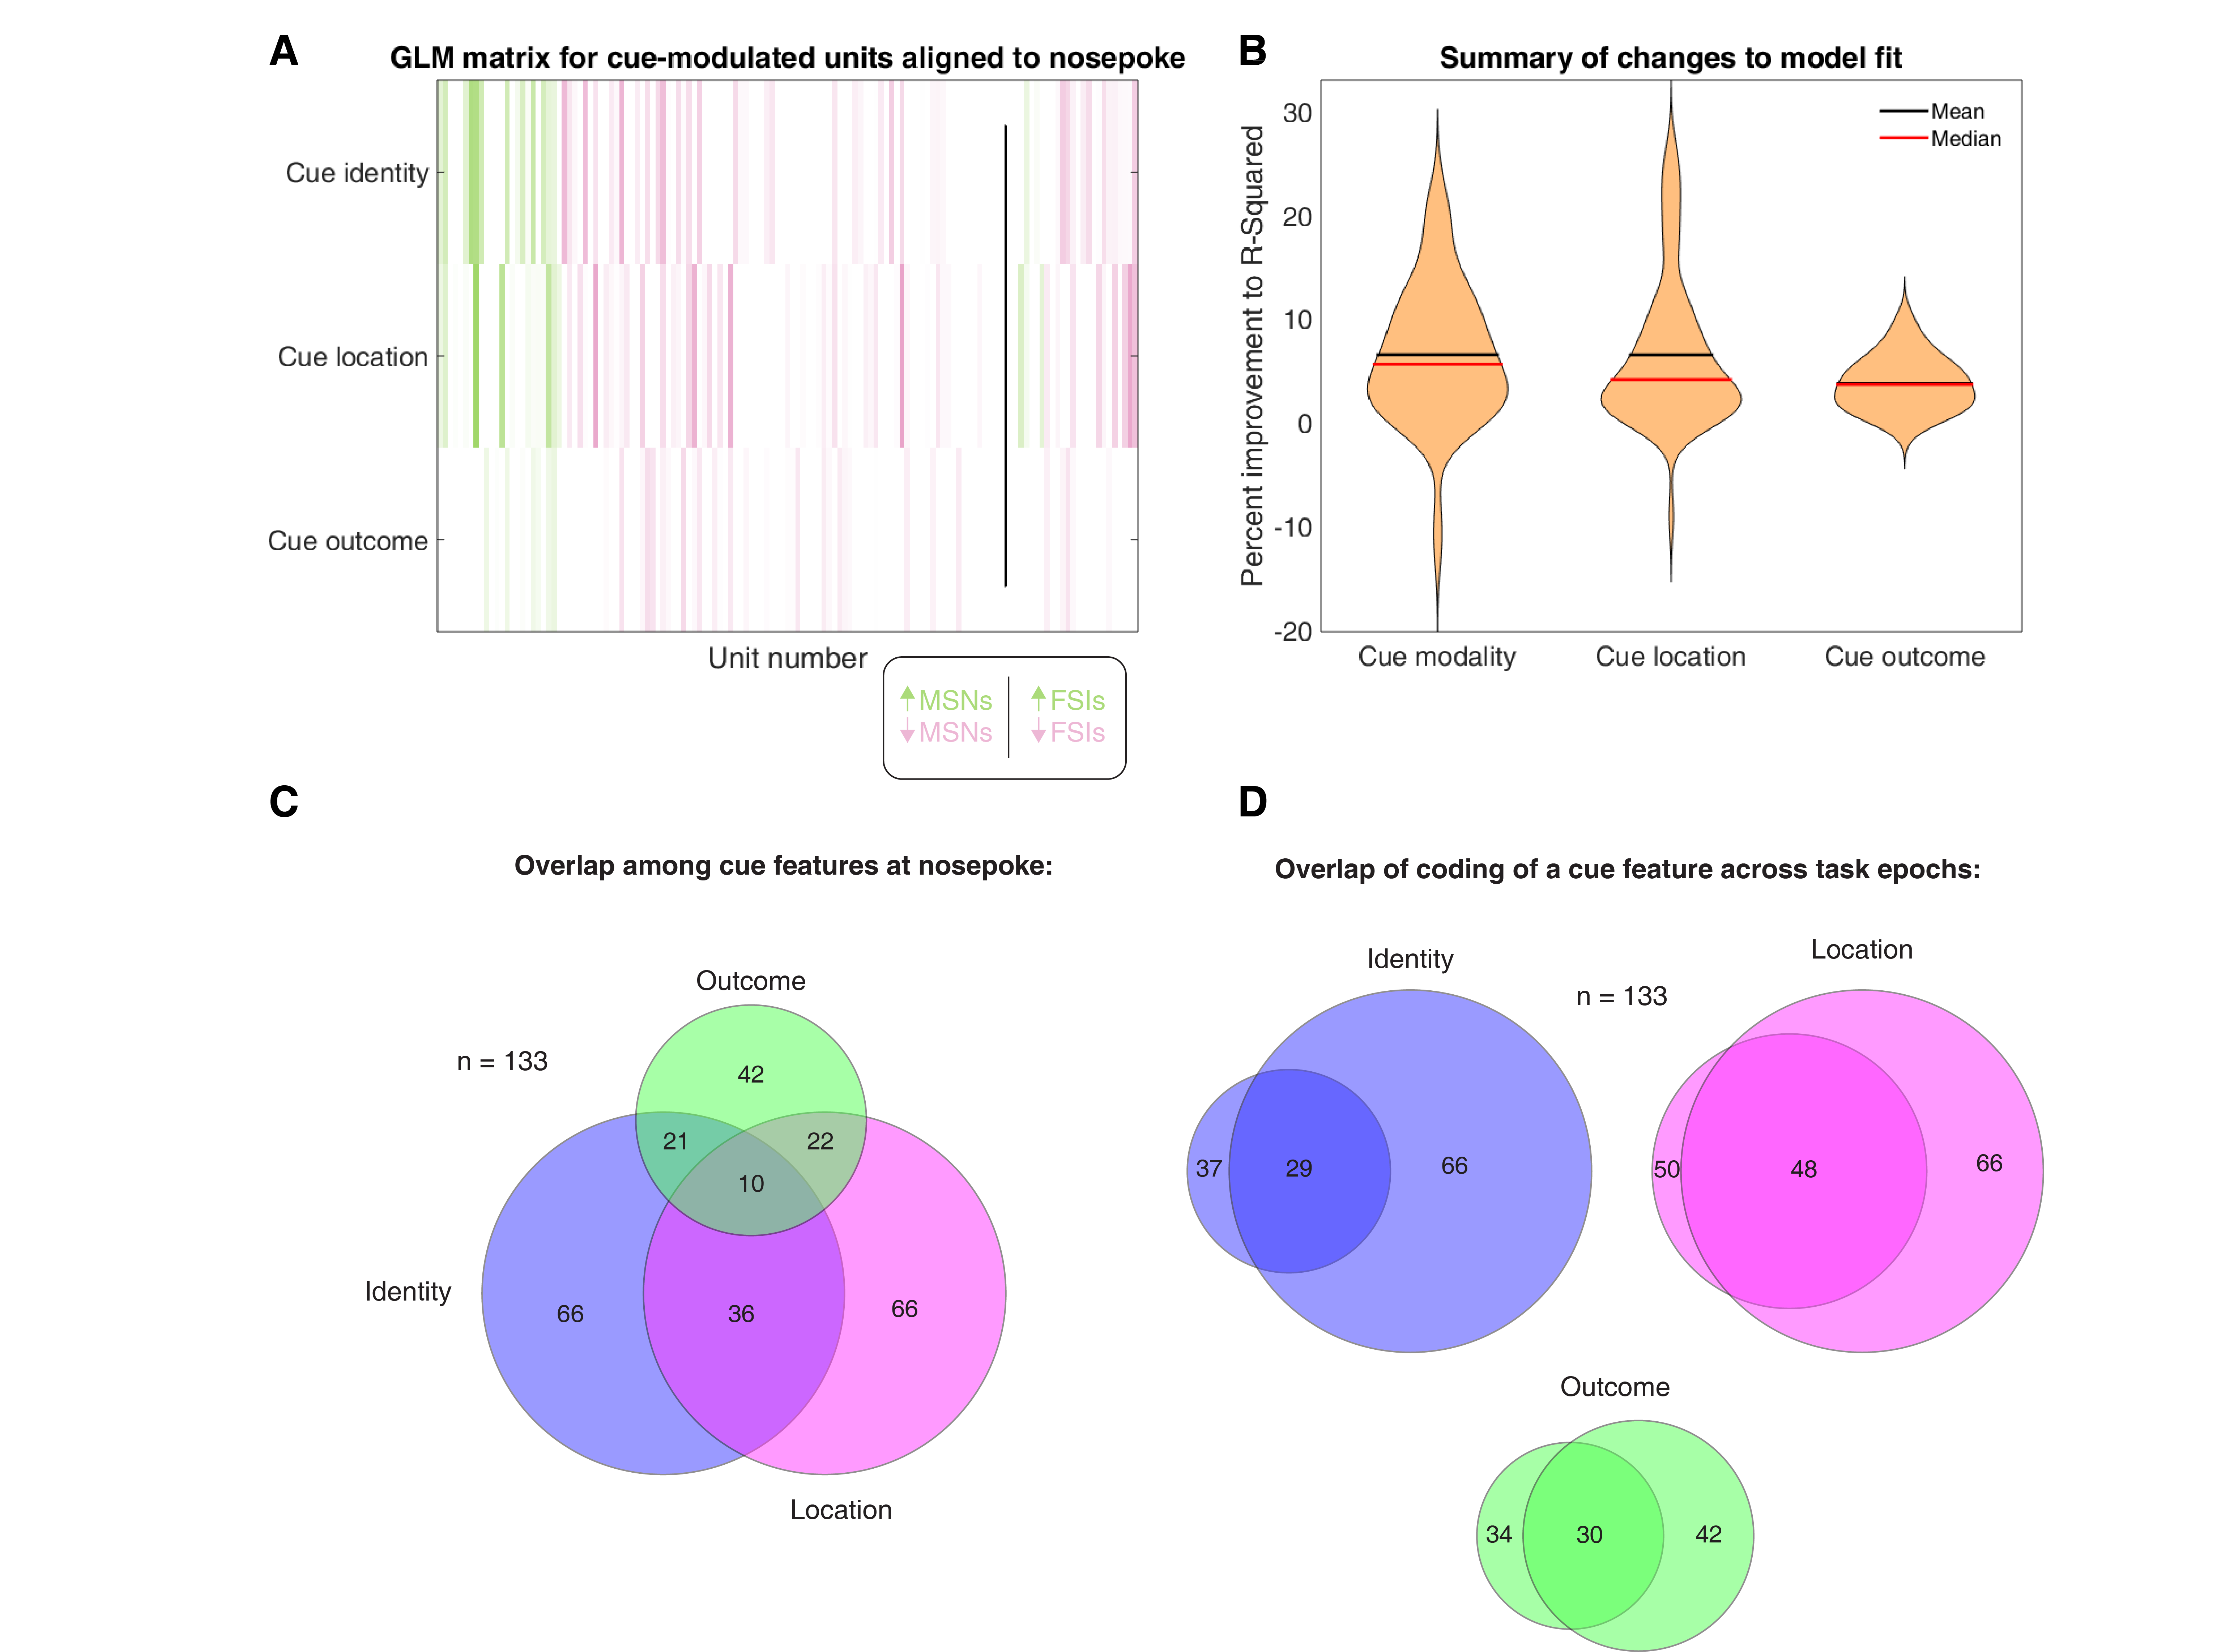 A
GLM matrix for cue-modulated units aligned to nosepoke
Cue identity
Cue location
Cue outcome
Unit number
↑MSNs
↑FSIs
↓MSNs
↓FSIs
B
Summary of changes to model fit
Percent improvement to R-Squared
30
20
10
0
-10
-20
Mean
Median
Cue modality
Cue location
Cue outcome
C
Overlap among cue features at nosepoke:
n = 133
Outcome
42
21
22
10
Identity
66
36
66
Location
D
Overlap of coding of a cue feature across task epochs:
Identity
n = 133
Location
37
29
66
50
48
66
Outcome
34
30
42